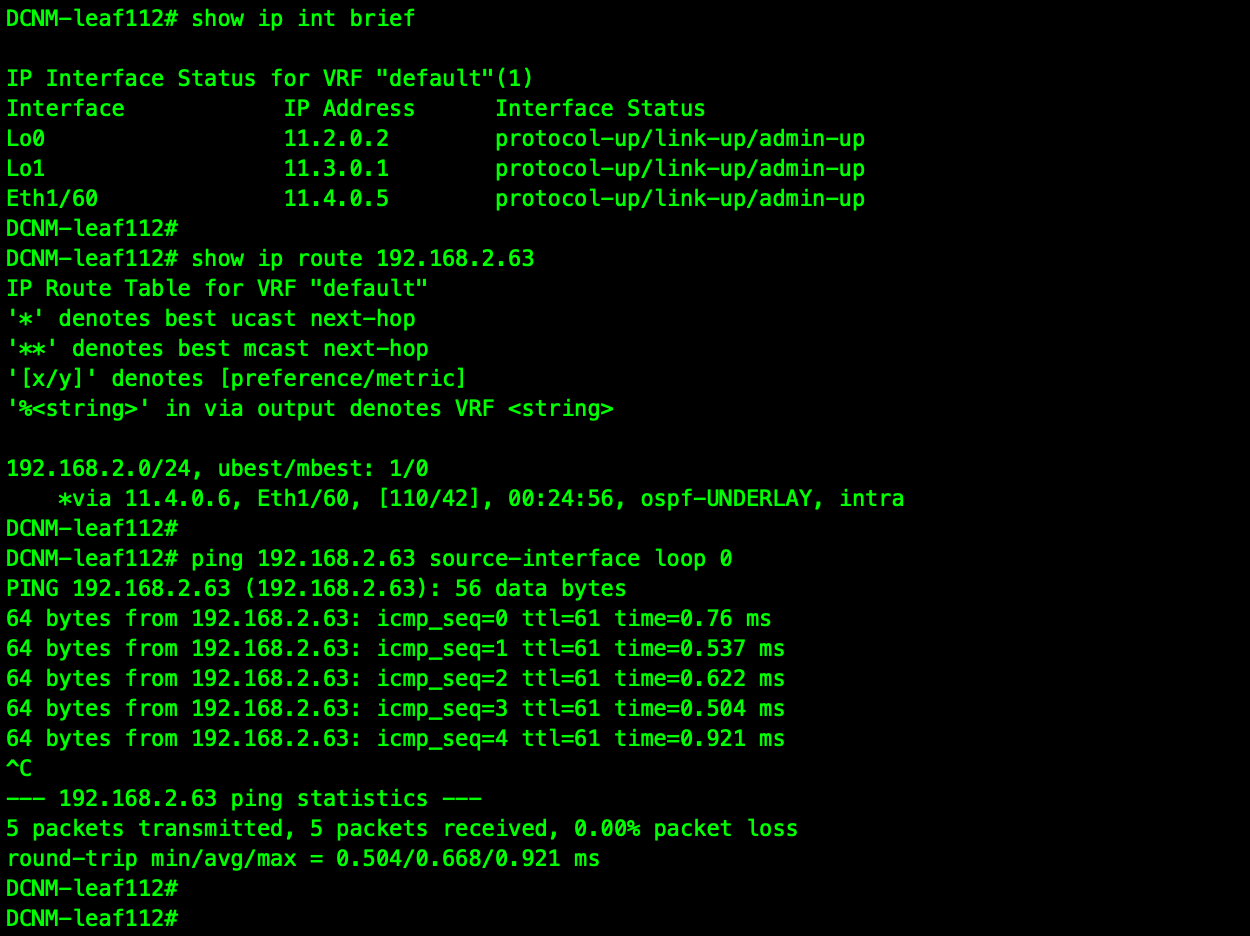 DCNM-leaf112# show ip int brief

IP Interface Status for VRF "default"(1)
Interface            IP Address      Interface Status
Lo0                  11.2.0.2        protocol-up/link-up/admin-up
Lo1                  11.3.0.1        protocol-up/link-up/admin-up
Eth1/60              11.4.0.5        protocol-up/link-up/admin-up
DCNM-leaf112#
DCNM-leaf112# show ip route 192.168.2.63
IP Route Table for VRF "default"
'*' denotes best ucast next-hop
'**' denotes best mcast next-hop
'[x/y]' denotes [preference/metric]
'%<string>' in via output denotes VRF <string>

192.168.2.0/24, ubest/mbest: 1/0
    *via 11.4.0.6, Eth1/60, [110/42], 00:24:56, ospf-UNDERLAY, intra
DCNM-leaf112#
DCNM-leaf112# ping 192.168.2.63 source-interface loop 0
PING 192.168.2.63 (192.168.2.63): 56 data bytes
64 bytes from 192.168.2.63: icmp_seq=0 ttl=61 time=0.76 ms
64 bytes from 192.168.2.63: icmp_seq=1 ttl=61 time=0.537 ms
64 bytes from 192.168.2.63: icmp_seq=2 ttl=61 time=0.622 ms
64 bytes from 192.168.2.63: icmp_seq=3 ttl=61 time=0.504 ms
64 bytes from 192.168.2.63: icmp_seq=4 ttl=61 time=0.921 ms
^C
--- 192.168.2.63 ping statistics ---
5 packets transmitted, 5 packets received, 0.00% packet loss
round-trip min/avg/max = 0.504/0.668/0.921 ms
DCNM-leaf112#
DCNM-leaf112#